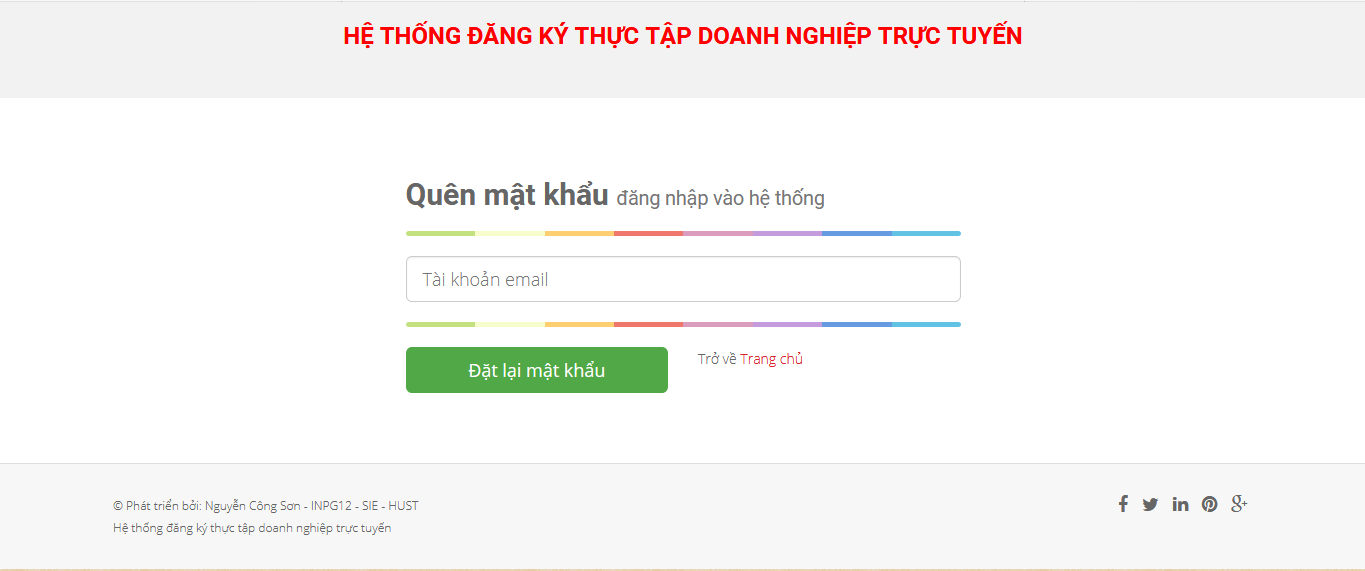 HỆ THỐNG ĐĂNG KÝ THỰC TẬP DOANH NGHIỆP TRỰC TUYẾN
Quên mật khẩu đăng nhập vào hệ thống
Tài khoản email
Đặt lại mật khẩu
Trở về Trang chủ
© Phát triển bởi: Nguyễn Công Sơn - INPG12 - SIE - HUST
Hệ thống đăng ký thực tập doanh nghiệp trực tuyến